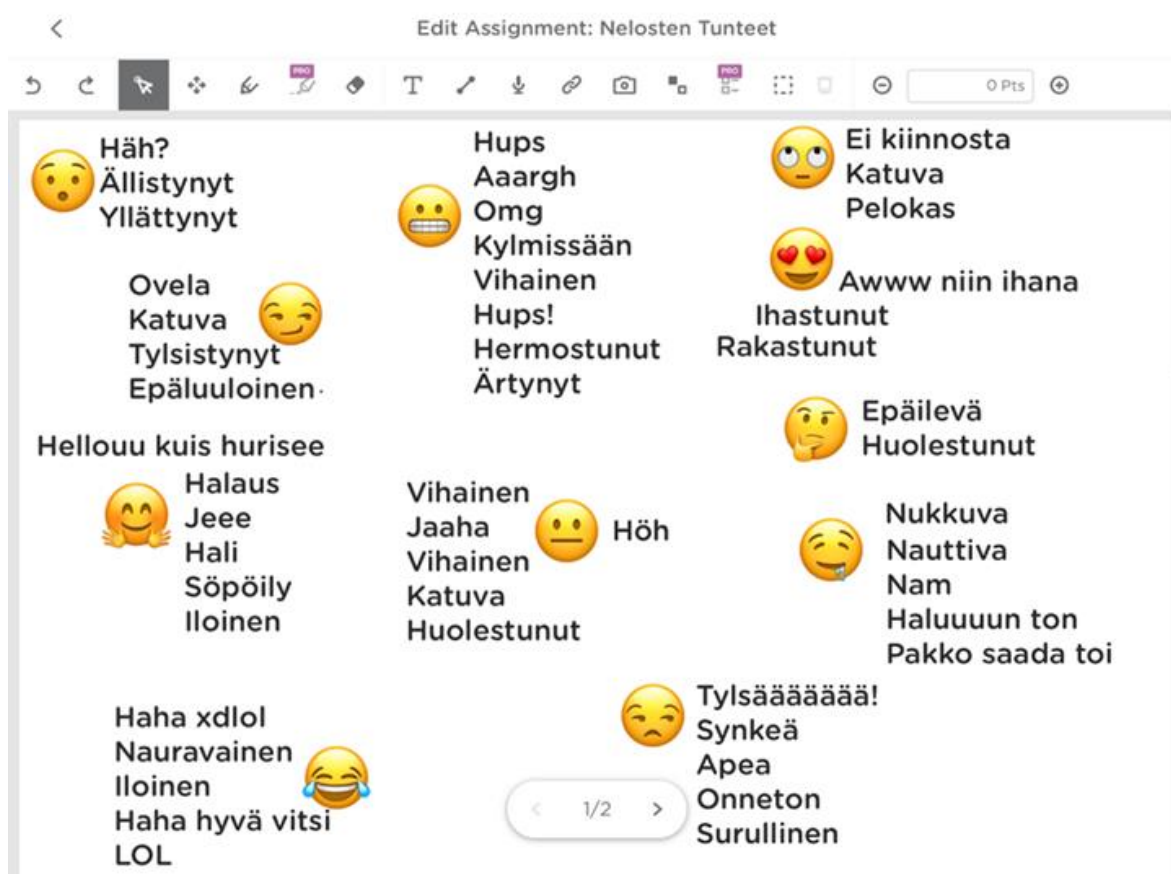 Edit Assignment: Nelosten Tunteet
PRO
PRO
T
0 Pts
Häh?
Ällistynyt
Yllättynyt
Hups
Aaargh
Omg
Kylmissään
Vihainen
Hups!
Hermostunut
Ärtynyt
Ei kiinnosta
Katuva
Pelokas
Ovela
Katuva
Tylsistynyt
Epäluuloinen.
Awww niin ihana
Ihastunut
Rakastunut
Epäilevä
Huolestunut
Hellouu kuis hurisee
Halaus
Jeee
Hali
Söpöily
Iloinen
Vihainen
Jaaha
Vihainen
Katuva
Huolestunut
Höh
Nukkuva
Nauttiva
Nam
Haluuuun ton
Pakko saada toi
Haha xdlol
Nauravainen
Iloinen
Haha hyvä vitsi
LOL
Tylsäääääää!
Synkeä
Apea
Onneton
Surullinen
1/2